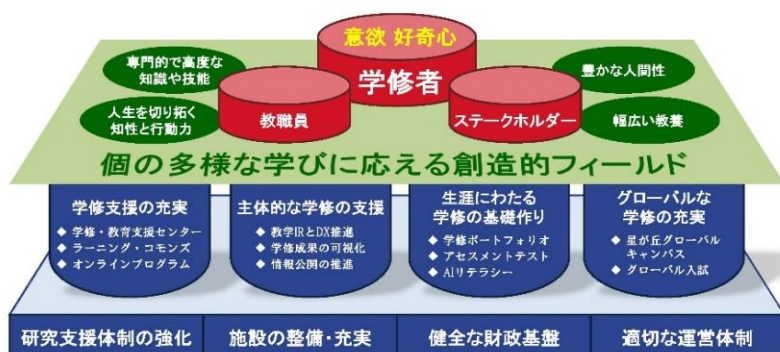 意欲 好奇心
学修者
専門的で高度な
知識や技能
豊かな人間性
人生を切り拓く
知性と行動力
教職員
ステークホルダー
幅広い教養
個の多様な学びに応える創造的フィールド
学修支援の充実
◆ 学修・教育支援センター
◆ ラーニング・コモンズ
◆ オンラインプログラム
主体的な学修の支援
◆ 教学IRとDX推進
◆ 学修成果の可視化
◆ 情報公開の推進
生涯にわたる
学修の基礎作り
◆ 学修ポートフォリオ
◆ アセスメントテスト
◆ AIリテラシー
グローバルな
学修の充実
◆ 星が丘グローバル
キャンパス
◆ グローバル入試
研究支援体制の強化
施設の整備・充実
健全な財政基盤
適切な運営体制